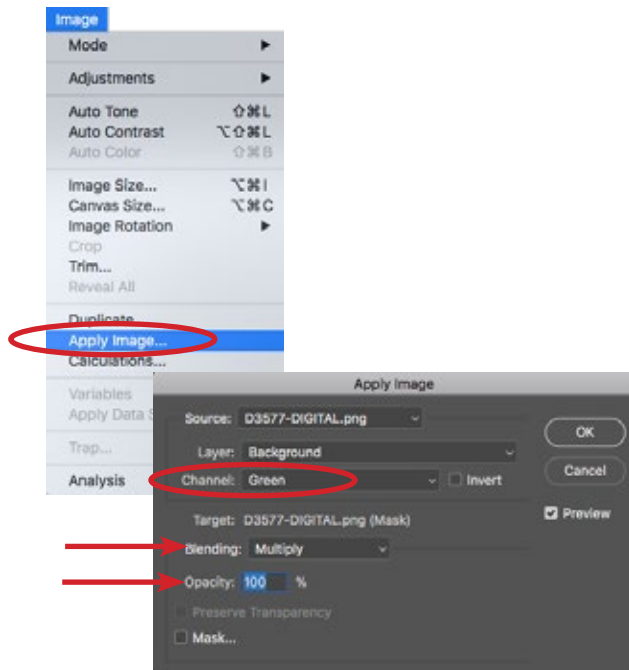 Image
Mode
Adjustments
Auto Tone ⇧⌘L
Auto Contrast ⌥⇧⌘L
Auto Color ⇧⌘B
Image Size... ⌥⌘I
Canvas Size... ⌥⌘C
Image Rotation
Crop
Trim...
Reveal All
Duplicate...
Apply Image...
Calculations...
Variables
Apply Data S
Trap...
Analysis
Apply Image
Source: D3577-DIGITAL.png
OK
Layer: Background
Cancel
Channel: Green Invert
Preview
Target: D3577-DIGITAL.png (Mask)
Blending: Multiply
Opacity: 100 %
Preserve Transparency
Mask...